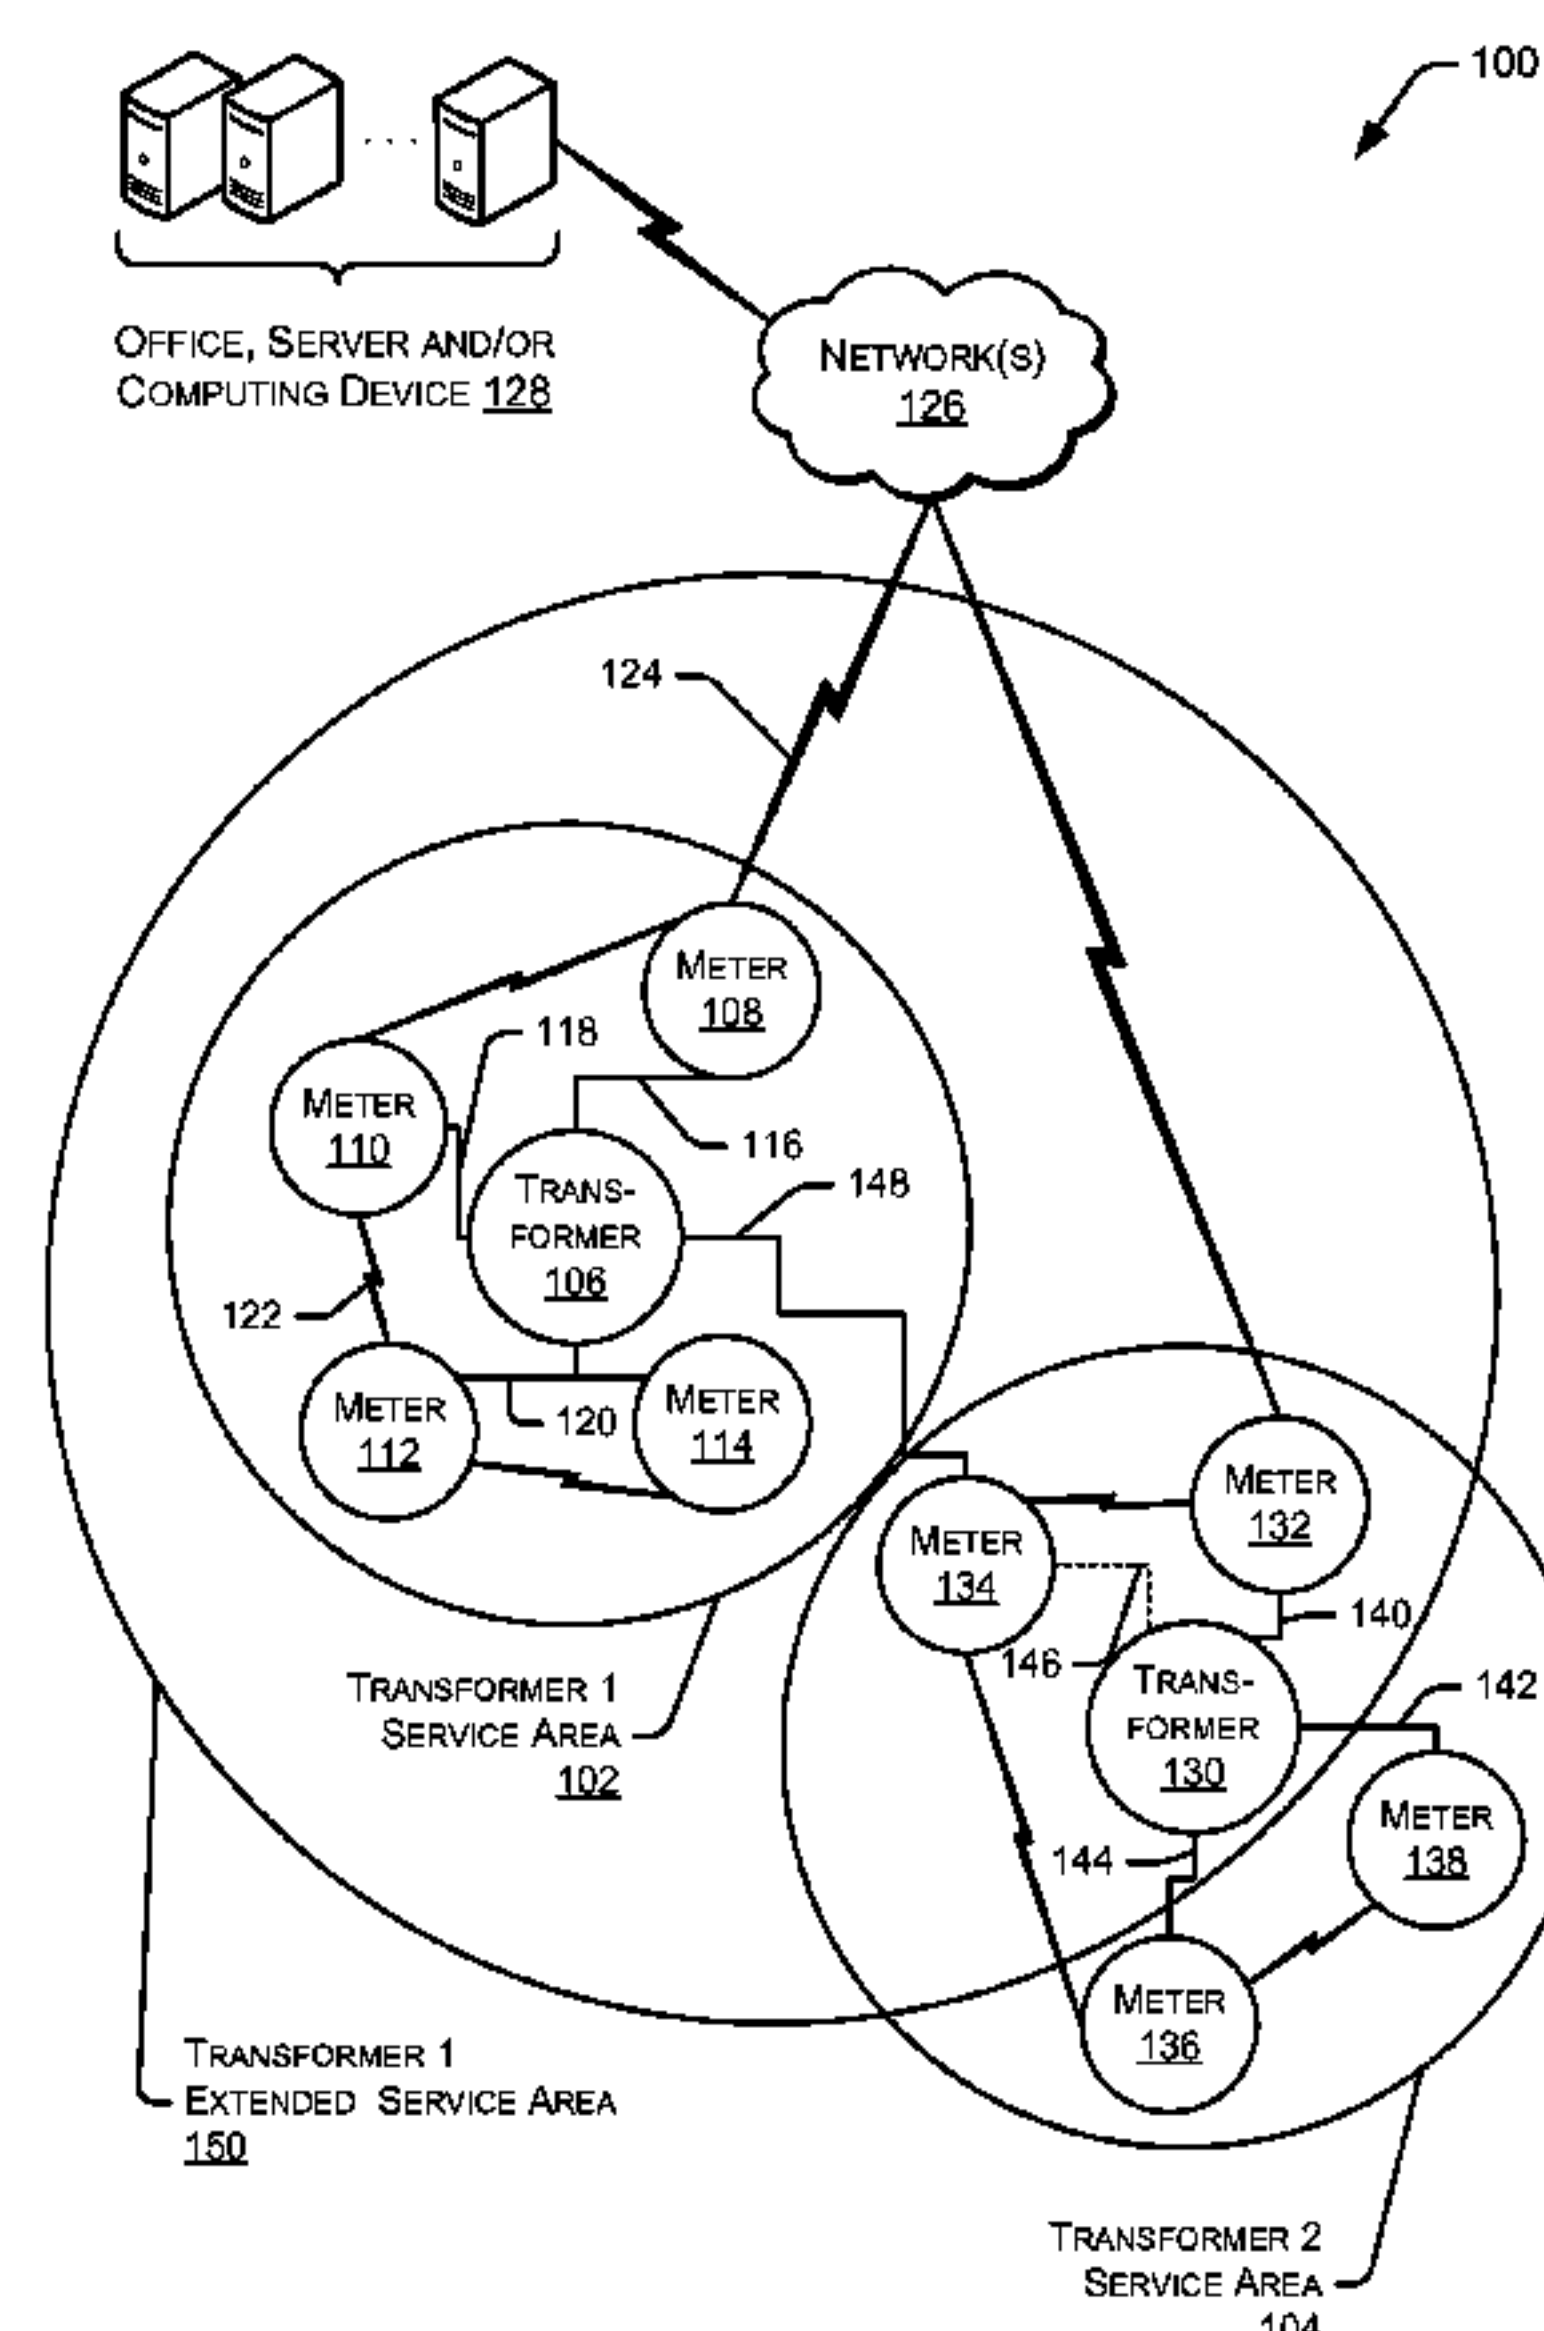 100
OFFICE, SERVER AND/OR
COMPUTING DEVICE 128
NETWORK(S)
126
124
METER
108
118
METER
110
116
TRANS-
FORMER
106
148
122
METER
112
120
METER
114
METER
132
METER
134
140
146
TRANS-
FORMER
130
142
TRANSFORMER 1
SERVICE AREA
102
METER
138
144
METER
136
TRANSFORMER 1
EXTENDED SERVICE AREA
150
TRANSFORMER 2
SERVICE AREA
104